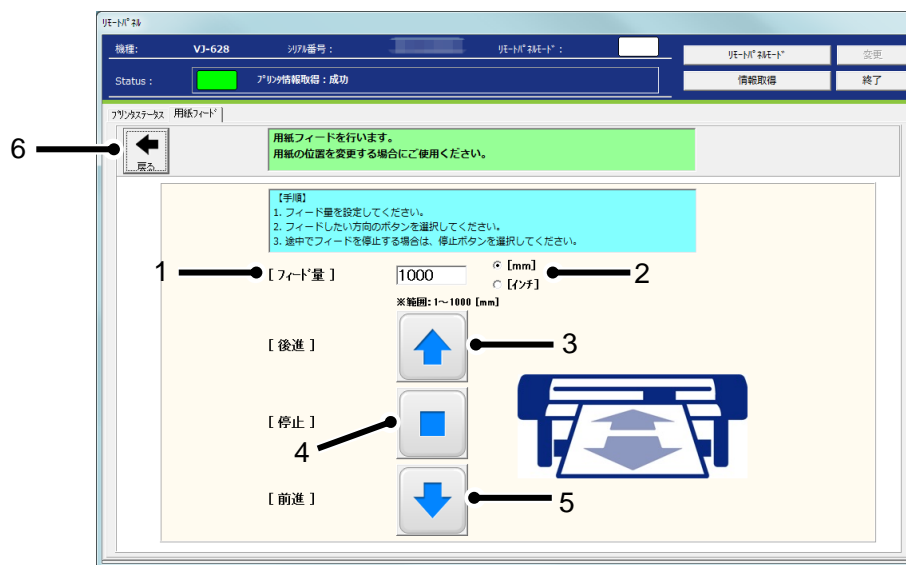 リモートパネル
機種: VJ-628 シリアル番号: リモートパネルモード: リモートパネルモード 変更
Status: プリンタ情報取得:成功 情報取得 終了
プリンタステータス 用紙フィード
6
戻る
用紙フィードを行います。
用紙の位置を変更する場合にご使用ください。
【手順】
1. フィード量を設定してください。
2. フィードしたい方向のボタンを選択してください。
3. 途中でフィードを停止する場合は、停止ボタンを選択してください。
1 [ フィード量 ] 1000 [mm] 2
[インチ]
※範囲: 1~1000 [mm]
[ 後進 ] 3
[ 停止 ]
4
[ 前進 ] 5